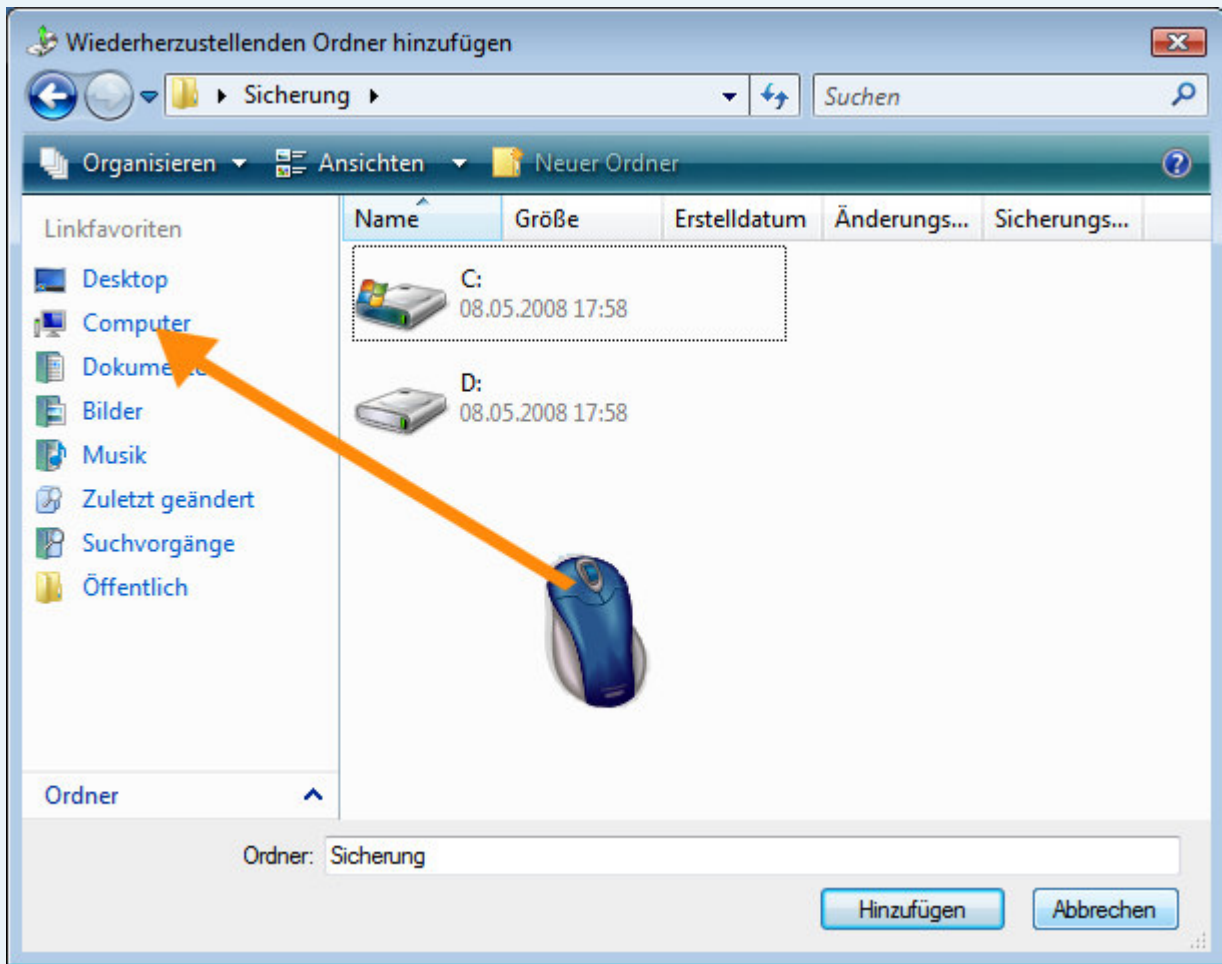 Wiederherzustellenden Ordner hinzufügen
Sicherung
Suchen
Organisieren Ansichten Neuer Ordner
Linkfavoriten
Name Größe Erstelldatum Änderungs... Sicherungs...
Desktop
Computer
Bilder
Musik
Zuletzt geändert
Suchvorgänge
Öffentlich
C:
08.05.2008 17:58
D:
08.05.2008 17:58
Ordner
Ordner: Sicherung
Hinzufügen Abbrechen